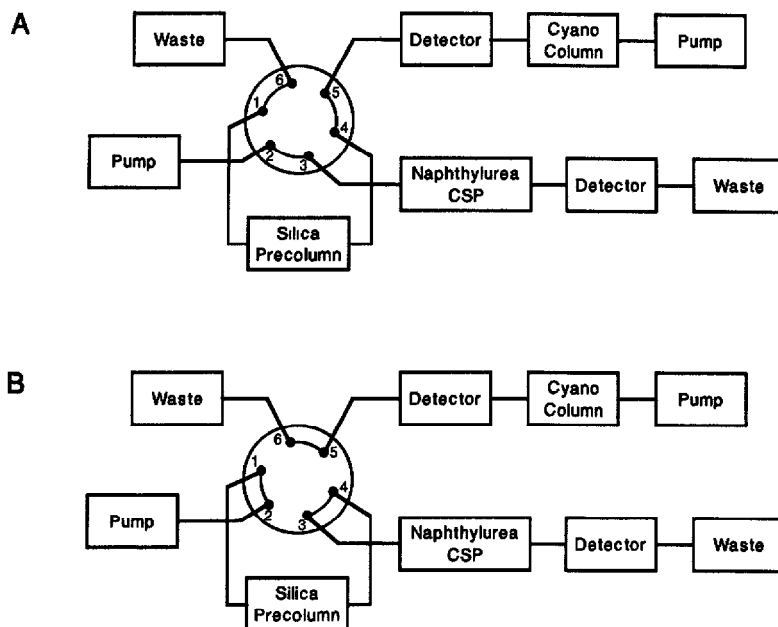 A
Waste
Detector
Cyano
Column
Pump
6
5
1
4
2
3
Pump
Naphthylurea
CSP
Detector
Waste
Silica
Precolumn
B
Waste
Detector
Cyano
Column
Pump
6
5
1
4
2
3
Pump
Naphthylurea
CSP
Detector
Waste
Silica
Precolumn